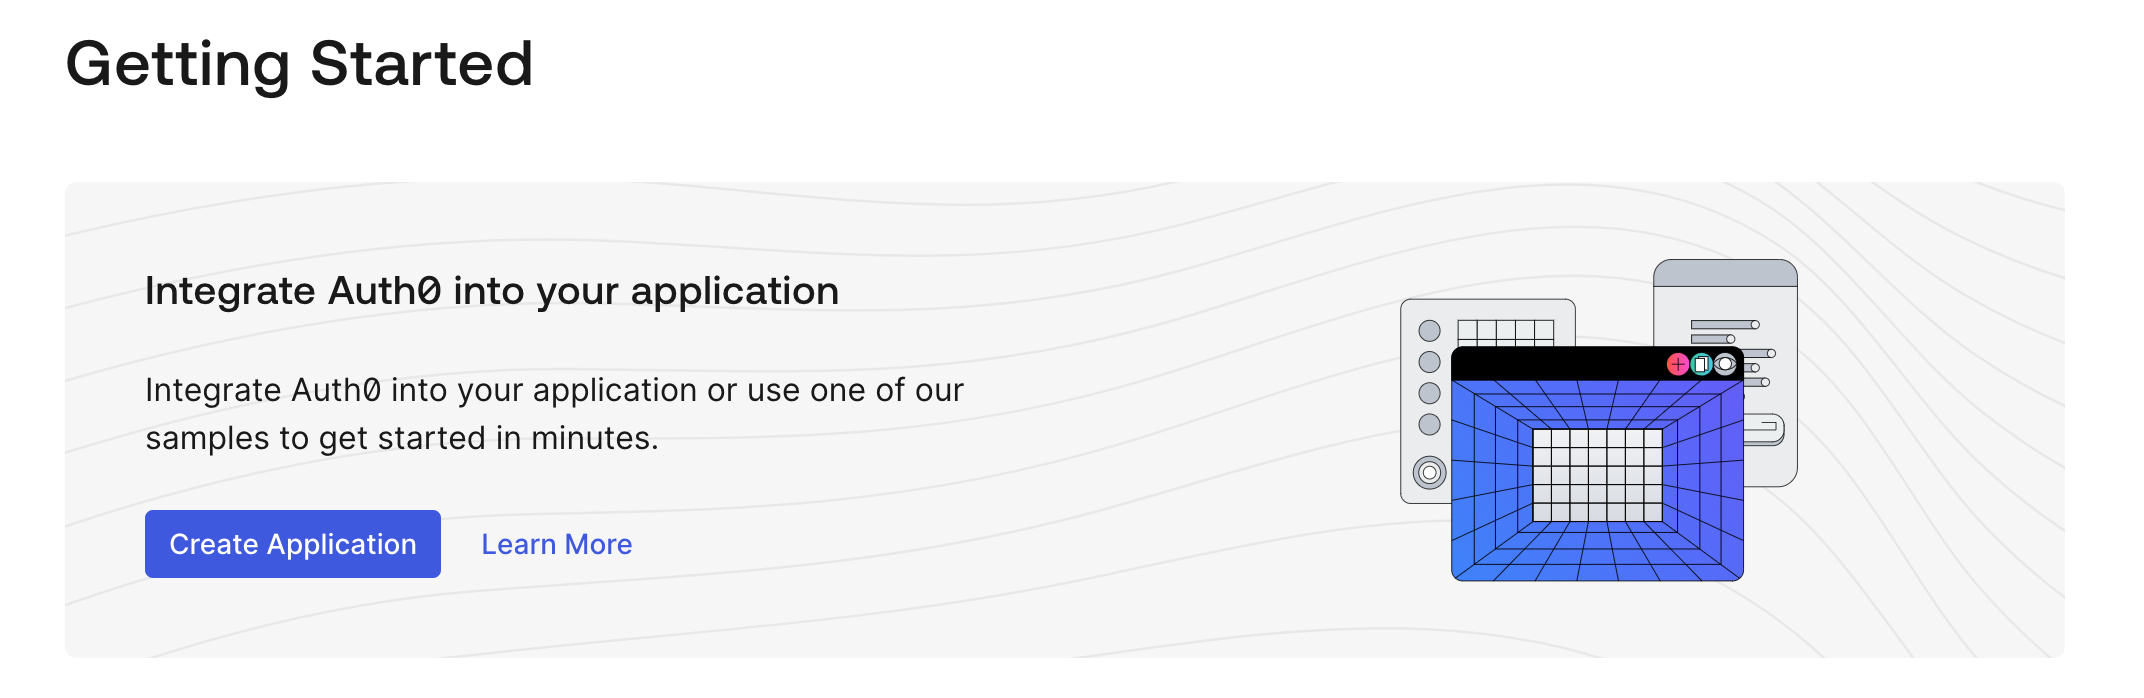 Getting Started
Integrate Auth0 into your application
Integrate Auth0 into your application or use one of our
samples to get started in minutes.
Create Application
Learn More